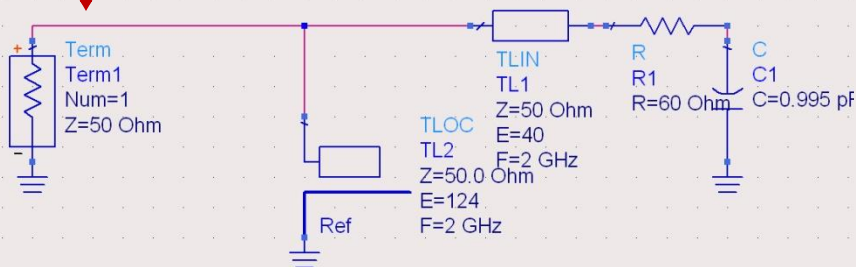 +
Term
Term1
Num=1
Z=50 Ohm
-
TLOC
TL2
Z=50.0 Ohm
E=124
F=2 GHz
Ref
TLIN
TL1
Z=50 Ohm
E=40
F=2 GHz
R
R1
R=60 Ohm
C
C1
C=0.995 pF